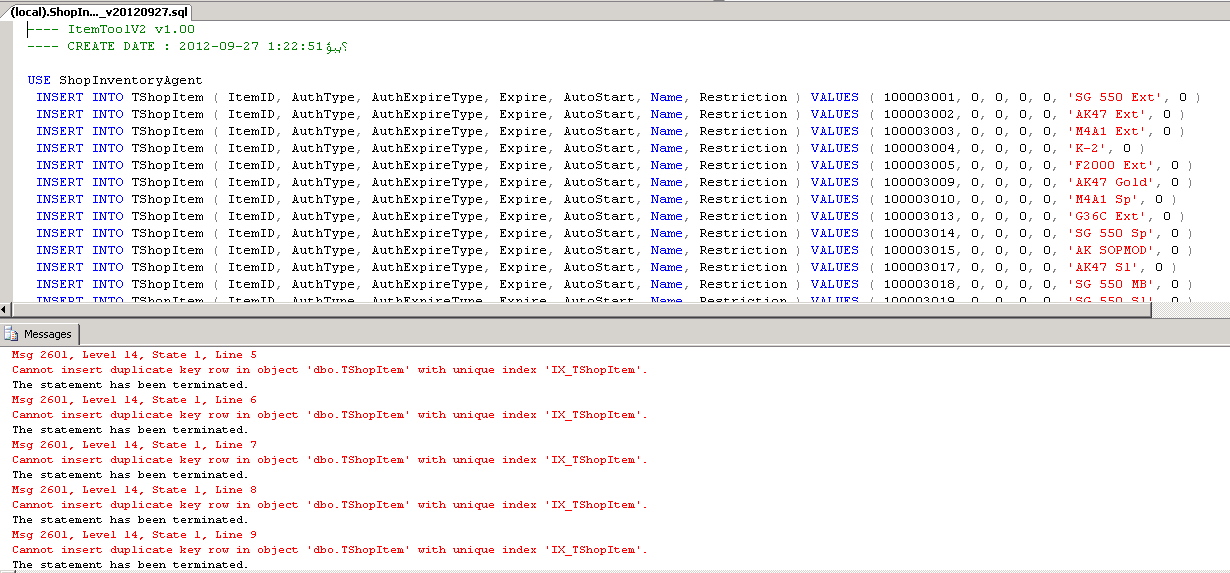 (local).ShopIn..._v20120927.sql
---- ItemToolV2 v1.00
---- CREATE DATE : 2012-09-27 1:22:51
USE ShopInventoryAgent
INSERT INTO TShopItem ( ItemID, AuthType, AuthExpireType, Expire, AutoStart, Name, Restriction ) VALUES ( 100003001, 0, 0, 0, 0, 'SG 550 Ext', 0 )
INSERT INTO TShopItem ( ItemID, AuthType, AuthExpireType, Expire, AutoStart, Name, Restriction ) VALUES ( 100003002, 0, 0, 0, 0, 'AK47 Ext', 0 )
INSERT INTO TShopItem ( ItemID, AuthType, AuthExpireType, Expire, AutoStart, Name, Restriction ) VALUES ( 100003003, 0, 0, 0, 0, 'M4A1 Ext', 0 )
INSERT INTO TShopItem ( ItemID, AuthType, AuthExpireType, Expire, AutoStart, Name, Restriction ) VALUES ( 100003004, 0, 0, 0, 0, 'K-2', 0 )
INSERT INTO TShopItem ( ItemID, AuthType, AuthExpireType, Expire, AutoStart, Name, Restriction ) VALUES ( 100003005, 0, 0, 0, 0, 'F2000 Ext', 0 )
INSERT INTO TShopItem ( ItemID, AuthType, AuthExpireType, Expire, AutoStart, Name, Restriction ) VALUES ( 100003009, 0, 0, 0, 0, 'AK47 Gold', 0 )
INSERT INTO TShopItem ( ItemID, AuthType, AuthExpireType, Expire, AutoStart, Name, Restriction ) VALUES ( 100003010, 0, 0, 0, 0, 'M4A1 Sp', 0 )
INSERT INTO TShopItem ( ItemID, AuthType, AuthExpireType, Expire, AutoStart, Name, Restriction ) VALUES ( 100003013, 0, 0, 0, 0, 'G36C Ext', 0 )
INSERT INTO TShopItem ( ItemID, AuthType, AuthExpireType, Expire, AutoStart, Name, Restriction ) VALUES ( 100003014, 0, 0, 0, 0, 'SG 550 Sp', 0 )
INSERT INTO TShopItem ( ItemID, AuthType, AuthExpireType, Expire, AutoStart, Name, Restriction ) VALUES ( 100003015, 0, 0, 0, 0, 'AK SOPMOD', 0 )
INSERT INTO TShopItem ( ItemID, AuthType, AuthExpireType, Expire, AutoStart, Name, Restriction ) VALUES ( 100003017, 0, 0, 0, 0, 'AK47 Sl', 0 )
INSERT INTO TShopItem ( ItemID, AuthType, AuthExpireType, Expire, AutoStart, Name, Restriction ) VALUES ( 100003018, 0, 0, 0, 0, 'SG 550 MB', 0 )
INSERT INTO TShopItem ( ItemID, AuthType, AuthExpireType, Expire, AutoStart, Name, Restriction ) VALUES ( 100003019, 0, 0, 0, 0, 'SG 550 Sl', 0 )
Messages
Msg 2601, Level 14, State 1, Line 5
Cannot insert duplicate key row in object 'dbo.TShopItem' with unique index 'IX_TShopItem'.
The statement has been terminated.
Msg 2601, Level 14, State 1, Line 6
Cannot insert duplicate key row in object 'dbo.TShopItem' with unique index 'IX_TShopItem'.
The statement has been terminated.
Msg 2601, Level 14, State 1, Line 7
Cannot insert duplicate key row in object 'dbo.TShopItem' with unique index 'IX_TShopItem'.
The statement has been terminated.
Msg 2601, Level 14, State 1, Line 8
Cannot insert duplicate key row in object 'dbo.TShopItem' with unique index 'IX_TShopItem'.
The statement has been terminated.
Msg 2601, Level 14, State 1, Line 9
Cannot insert duplicate key row in object 'dbo.TShopItem' with unique index 'IX_TShopItem'.
The statement has been terminated.